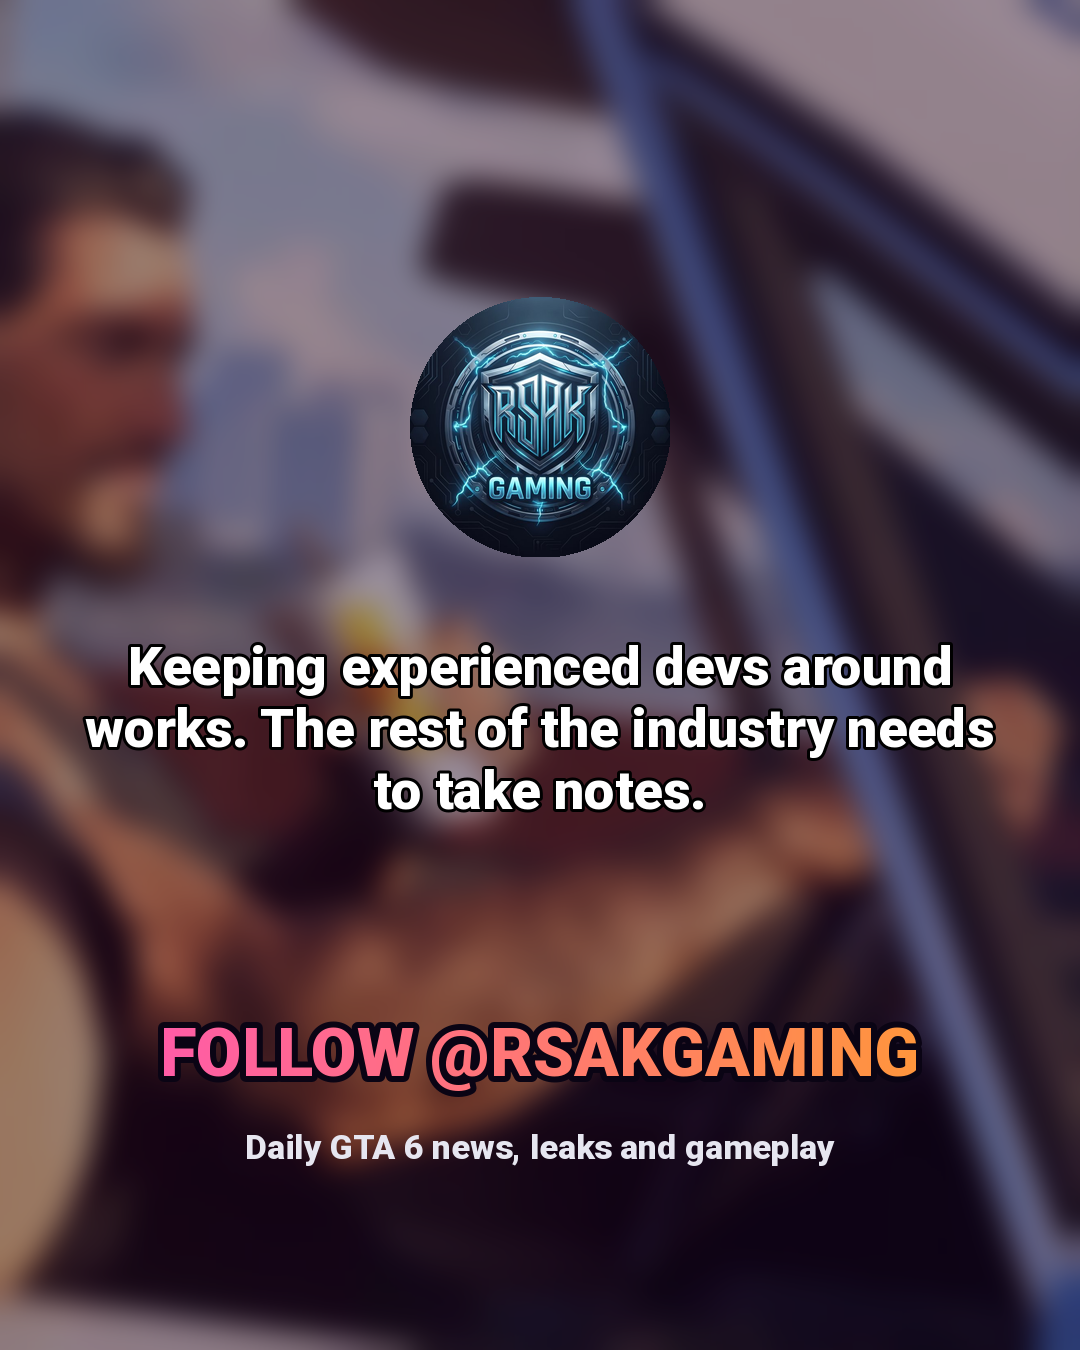 RSAK
GAMING
Keeping experienced devs around
works. The rest of the industry needs
to take notes.
FOLLOW @RSAKGAMING
Daily GTA 6 news, leaks and gameplay